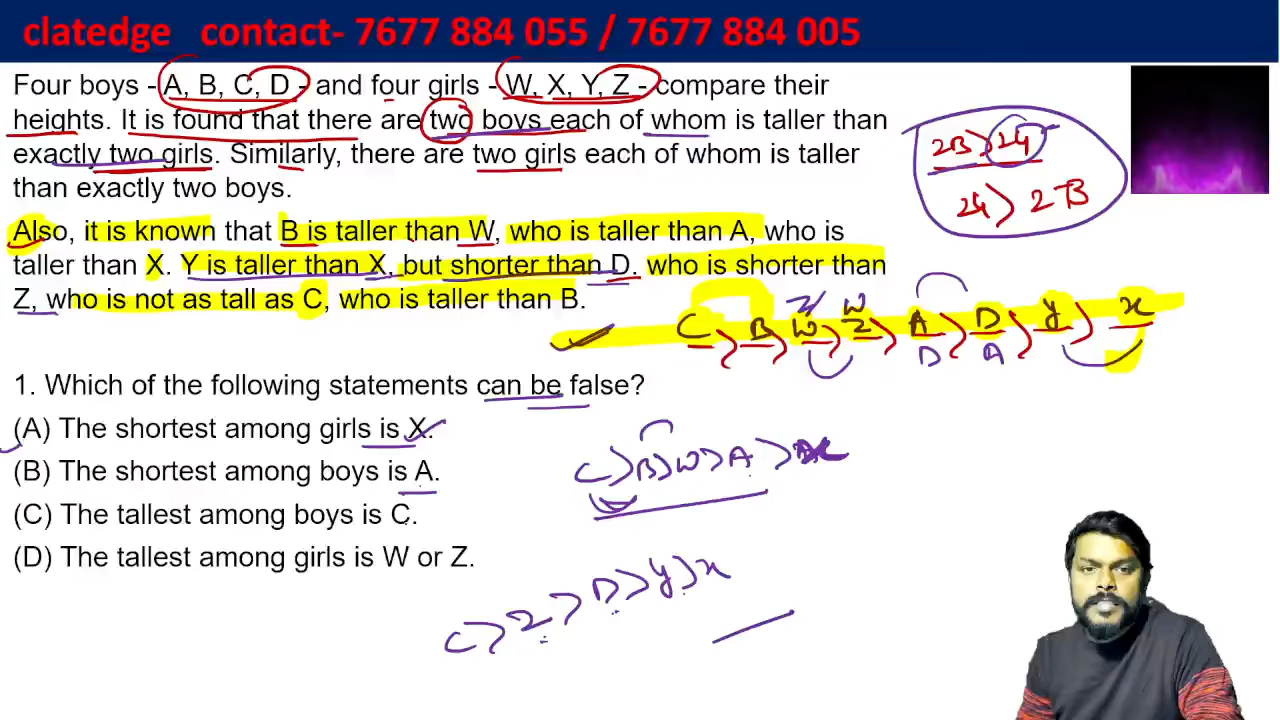 clatedge contact- 7677 884 055 / 7677 884 005
Four boys - A, B, C, D - and four girls - W, X, Y, Z - compare their
heights. It is found that there are two boys each of whom is taller than
exactly two girls. Similarly, there are two girls each of whom is taller
than exactly two boys.
2B > 2G
2G > 2B
Also, it is known that B is taller than W, who is taller than A, who is
taller than X. Y is taller than X, but shorter than D. who is shorter than
Z, who is not as tall as C, who is taller than B.
Z W
C > B > W > Z > A > D > y > x
D A
1. Which of the following statements can be false?
(A) The shortest among girls is X.
(B) The shortest among boys is A.
C > B > W > A > x
(C) The tallest among boys is C.
(D) The tallest among girls is W or Z.
C > Z > D > y > x